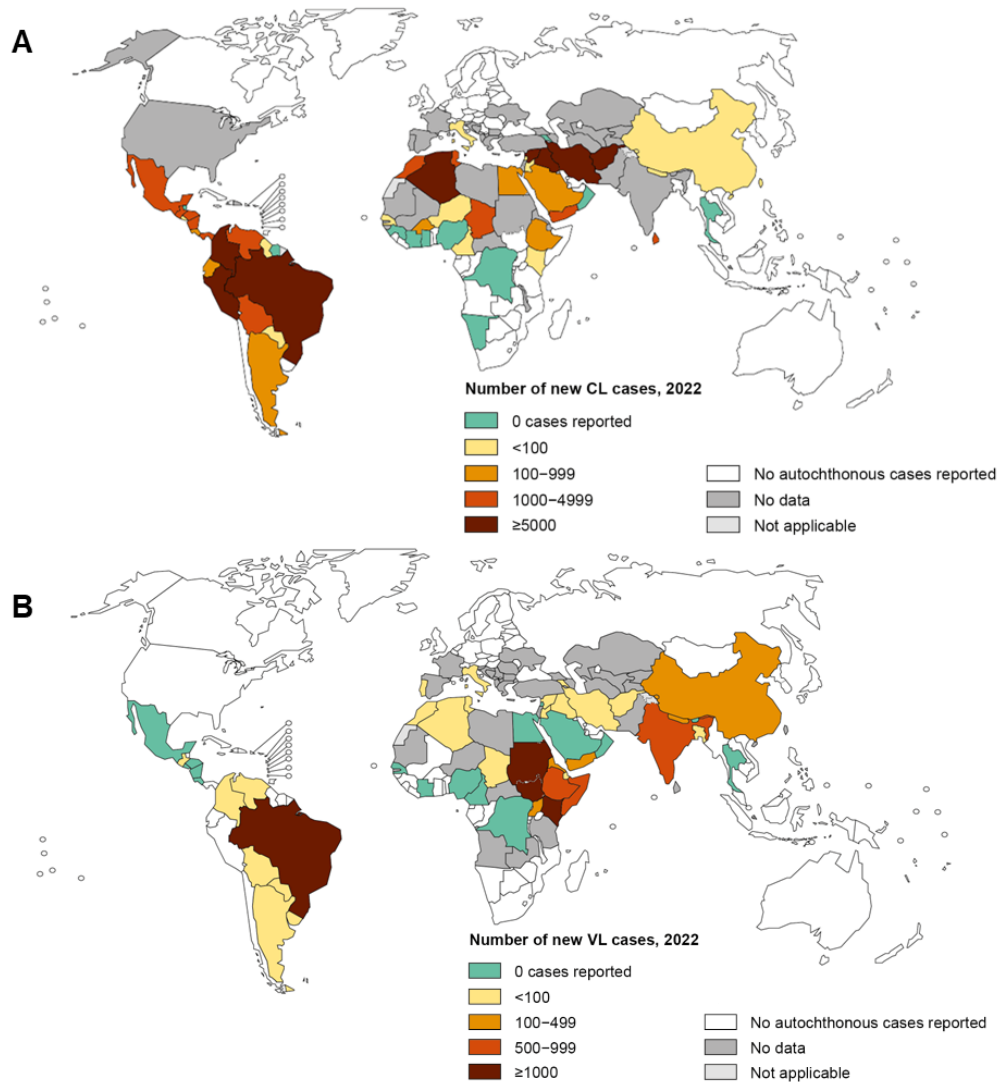 A
Number of new CL cases, 2022
0 cases reported
<100
100−999
1000−4999
≥5000
No autochthonous cases reported
No data
Not applicable
B
Number of new VL cases, 2022
0 cases reported
<100
100−499
500−999
≥1000
No autochthonous cases reported
No data
Not applicable